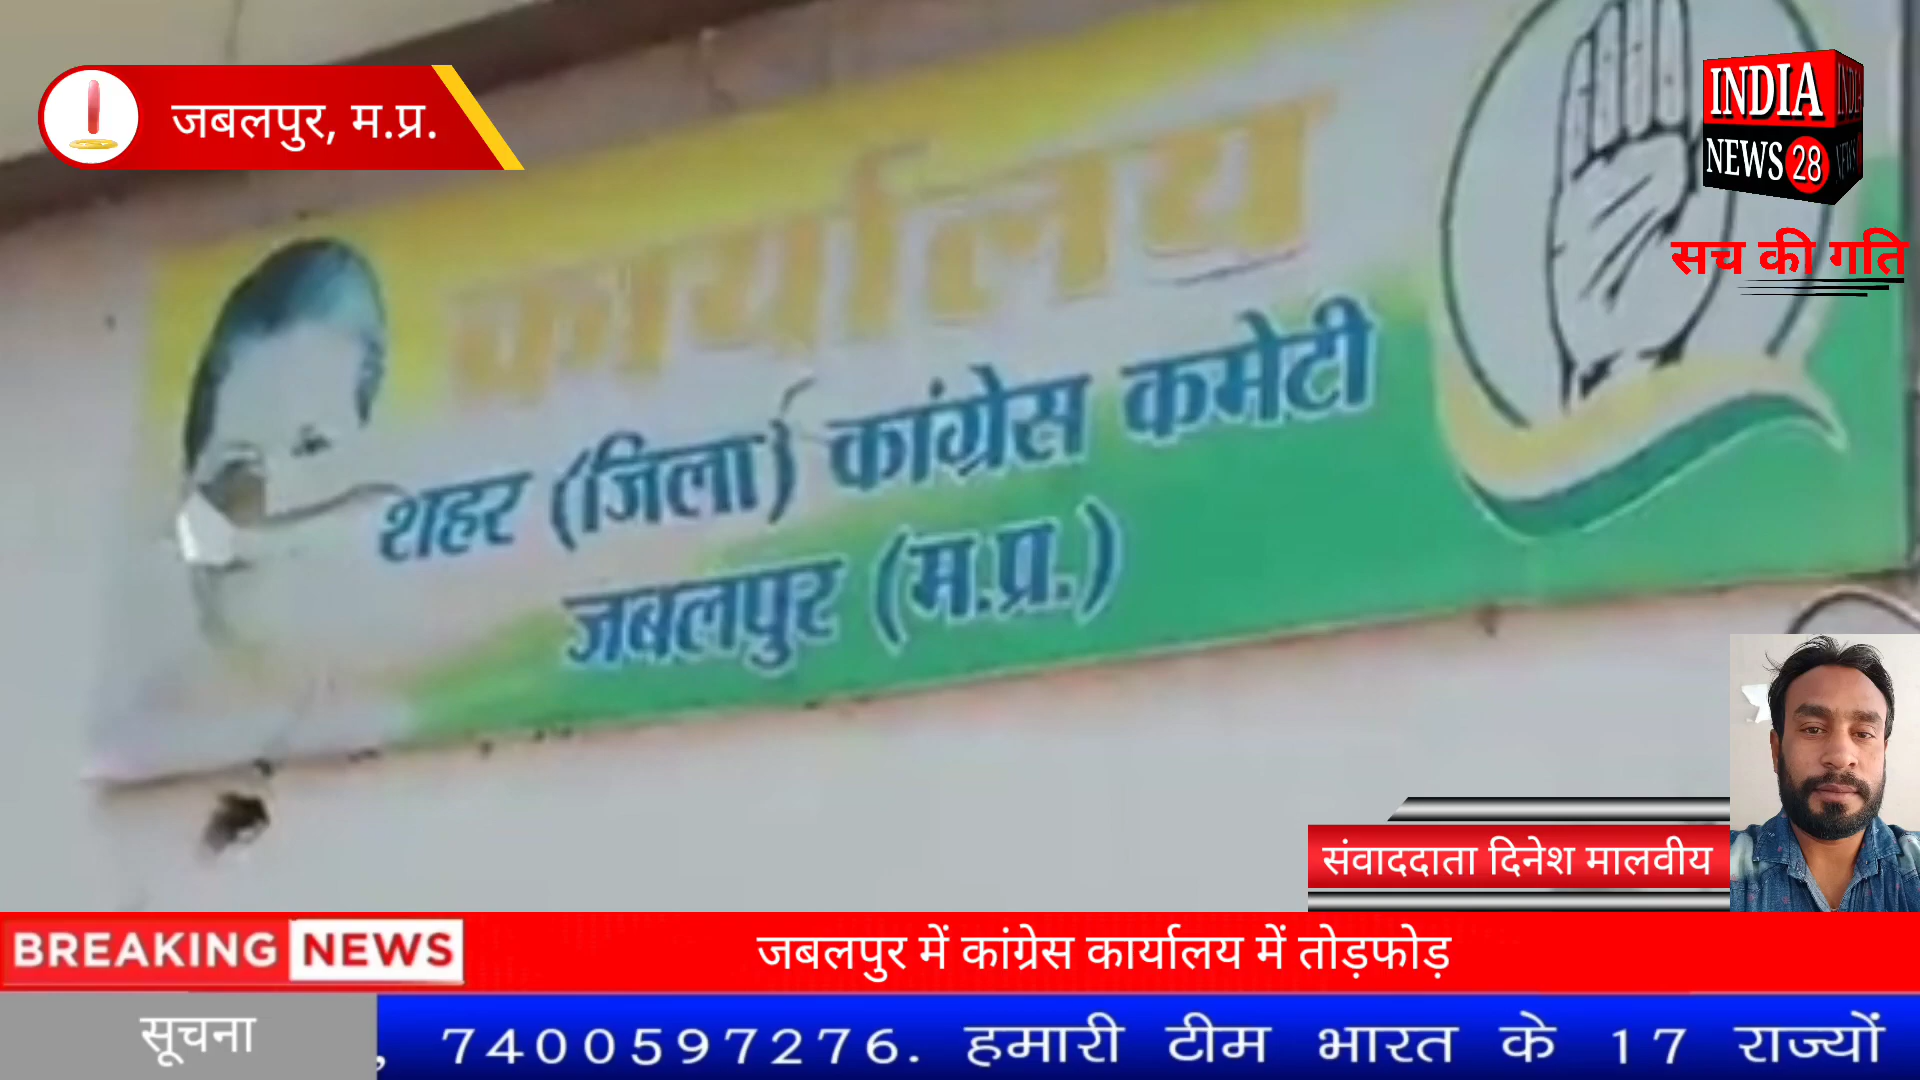 जबलपुर, म.प्र.
INDIA
NEWS 28
सच की गति
कार्यालय
शहर (जिला) कांग्रेस कमेटी
जबलपुर (म.प्र.)
संवाददाता दिनेश मालवीय
BREAKING NEWS
जबलपुर में कांग्रेस कार्यालय में तोड़फोड़
सूचना
, 7400597276. हमारी टीम भारत के 17 राज्यों